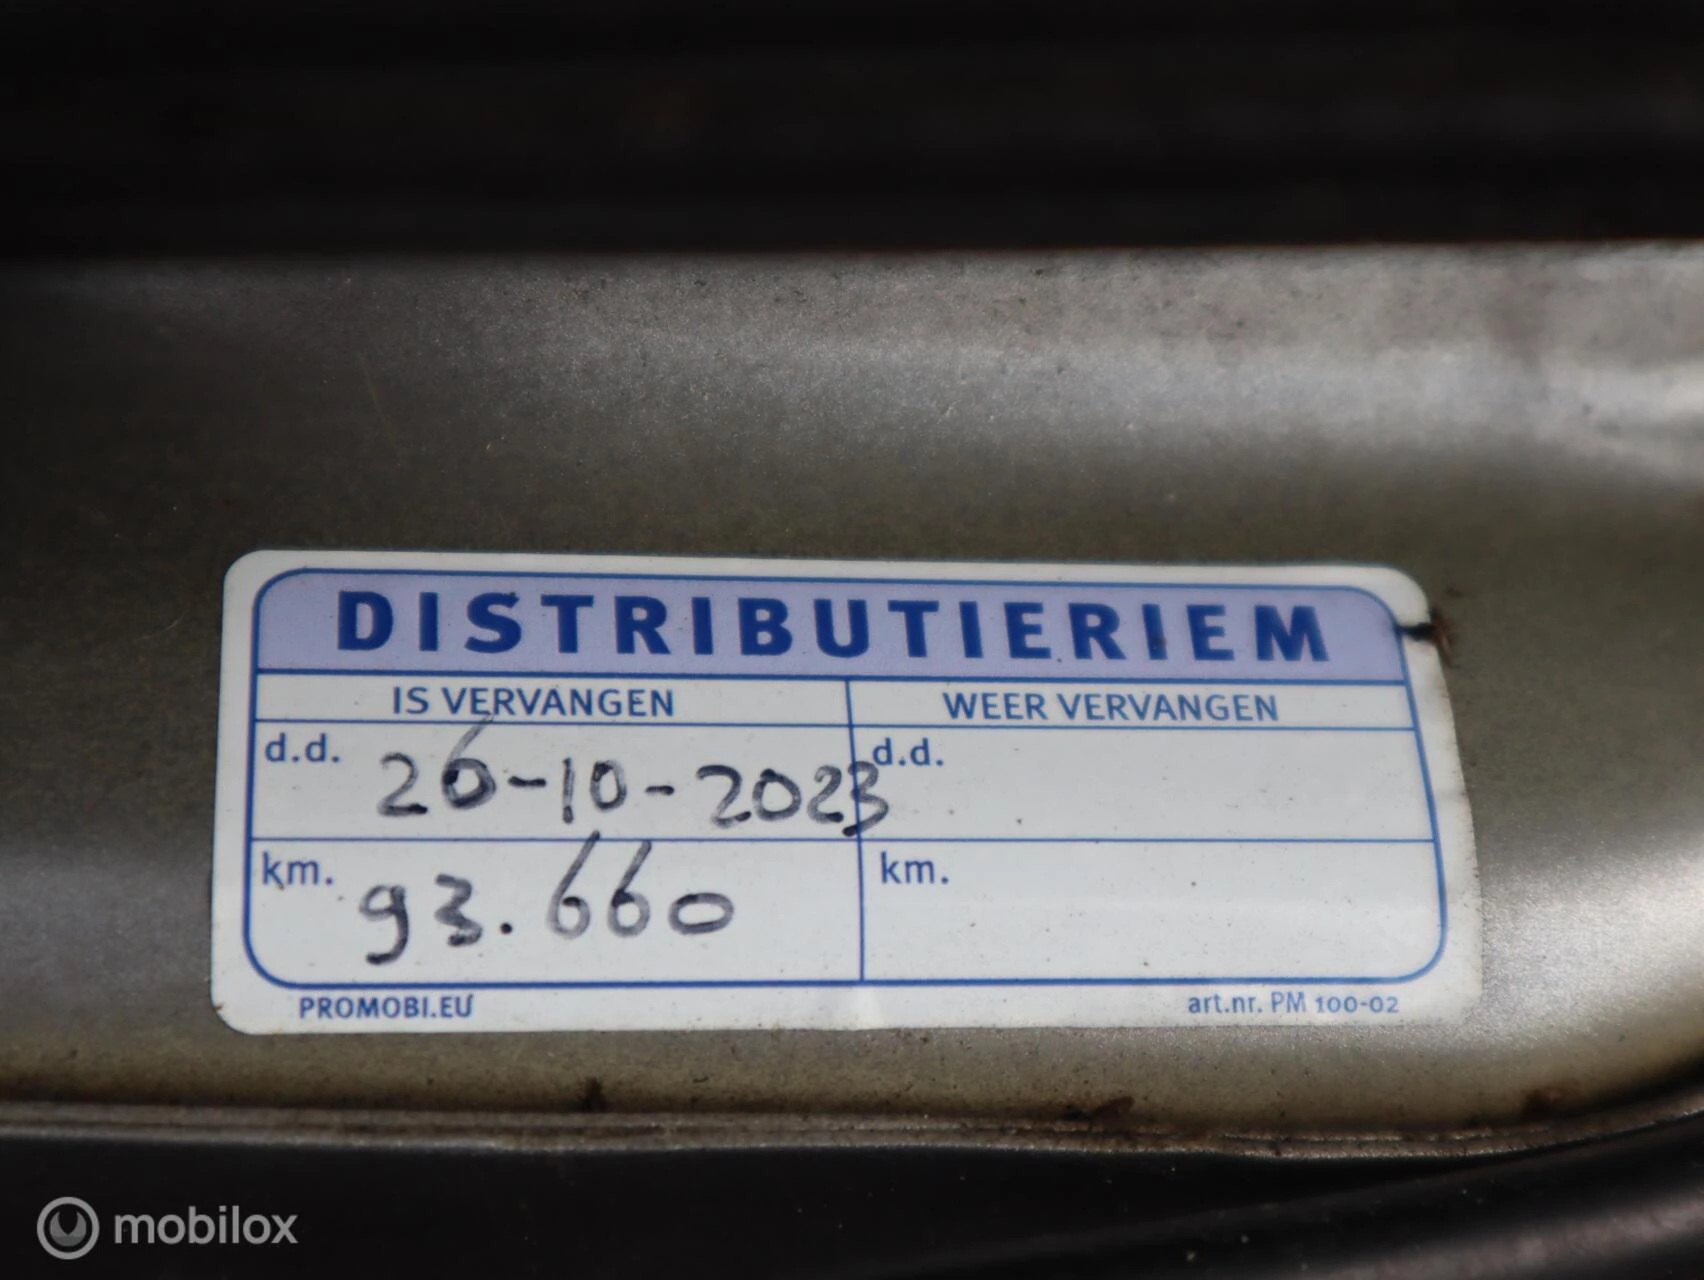 DISTRIBUTIERIEM
IS VERVANGEN WEER VERVANGEN
d.d. 26-10-2023 d.d.
km. 93.660 km.
PROMOBI.EU art.nr. PM 100-02
mobilox